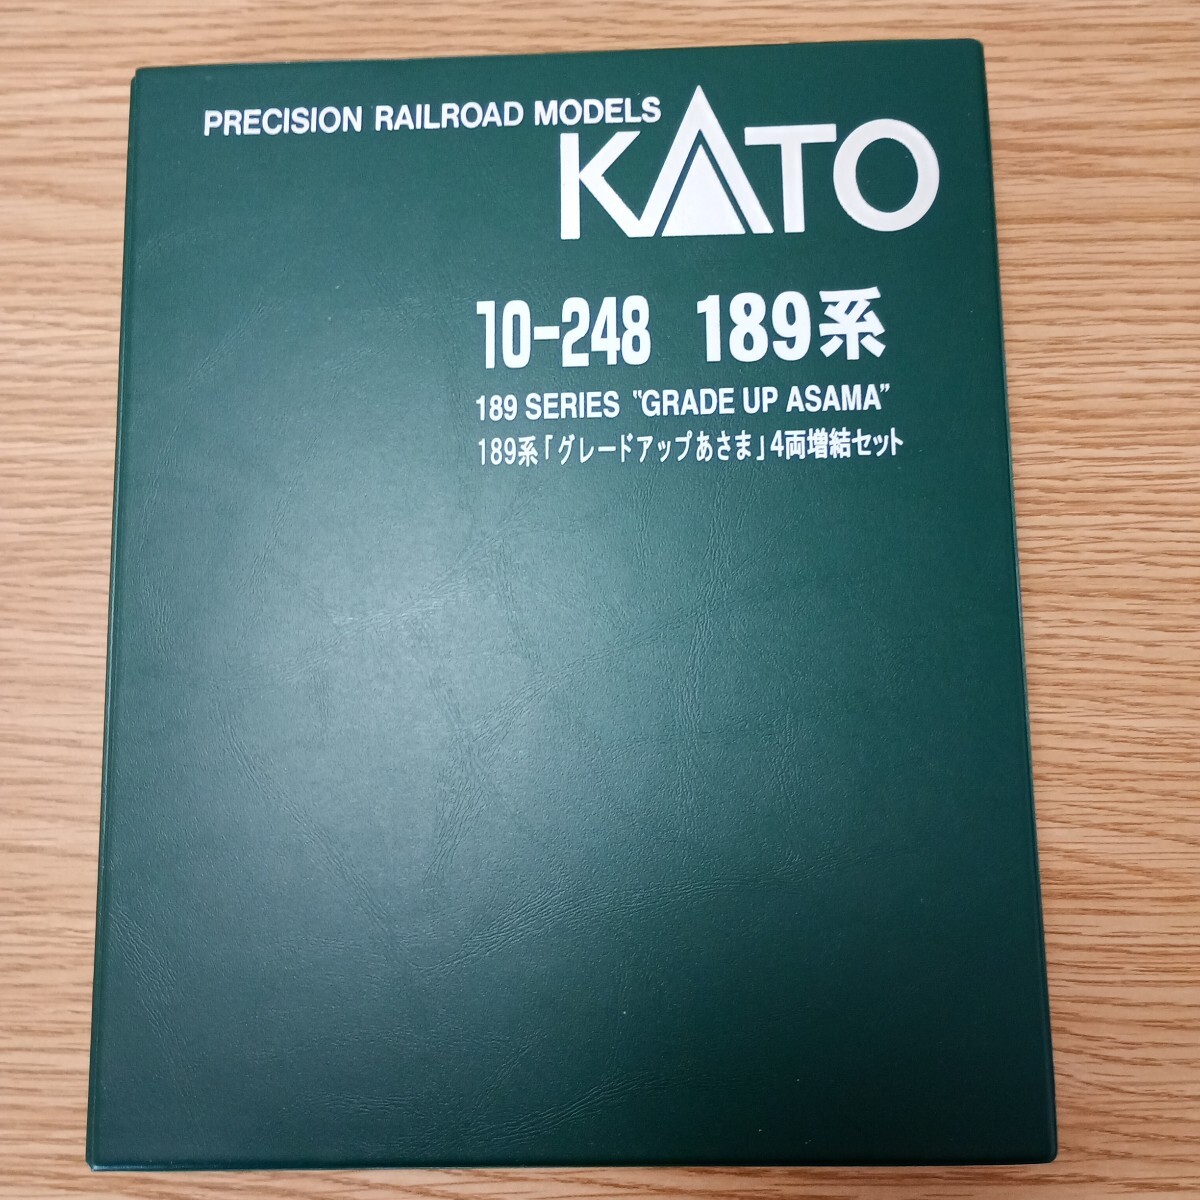 PRECISION RAILROAD MODELS
KATO
10-248 189系
189 SERIES "GRADE UP ASAMA"
189系「グレードアップあさま」4両増結セット